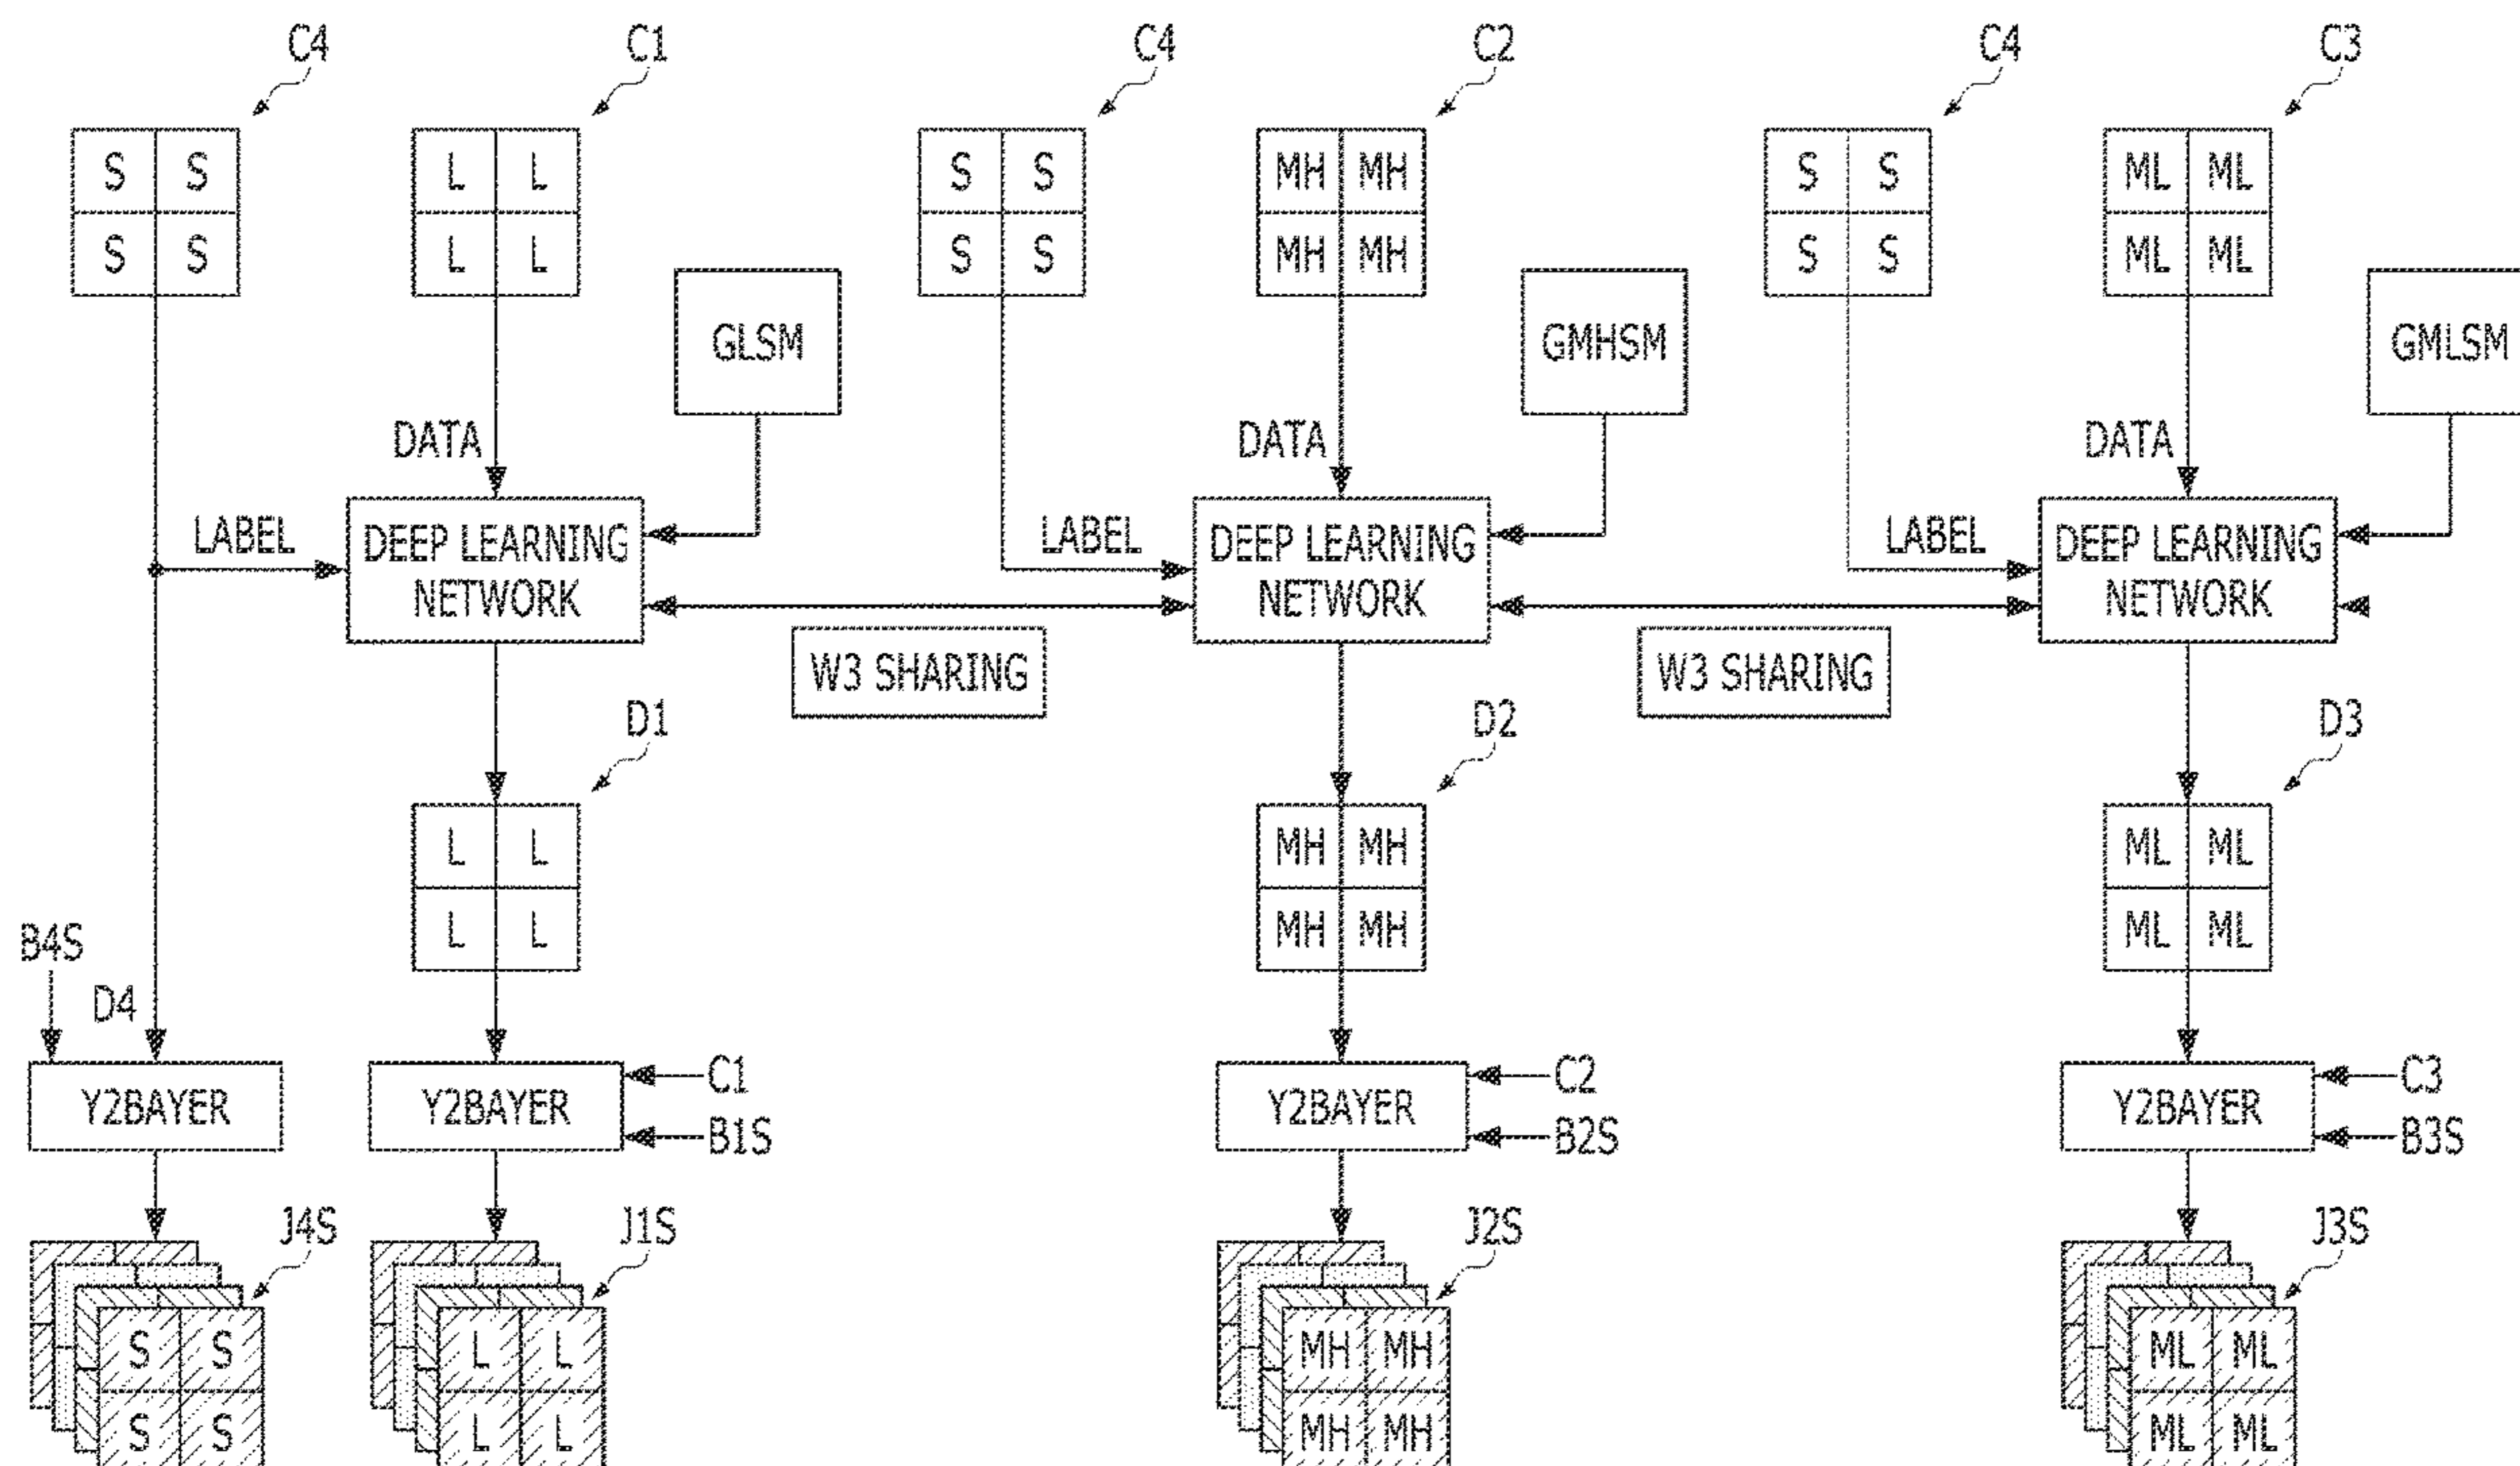 C4 C1 C4 C2 C4 C3
S S L L S S MH MH S S ML ML
S S L L S S MH MH S S ML ML
GLSM GMHSM GMLSM
DATA DATA DATA
LABEL DEEP LEARNING LABEL DEEP LEARNING LABEL DEEP LEARNING
NETWORK NETWORK NETWORK
W3 SHARING W3 SHARING
D1 D2 D3
L L MH MH ML ML
L L MH MH ML ML
B4S
D4
C1 C2 C3
Y2BAYER Y2BAYER Y2BAYER Y2BAYER
B1S B2S B3S
J4S J1S J2S J3S
S S L L MH MH ML ML
S S L L MH MH ML ML